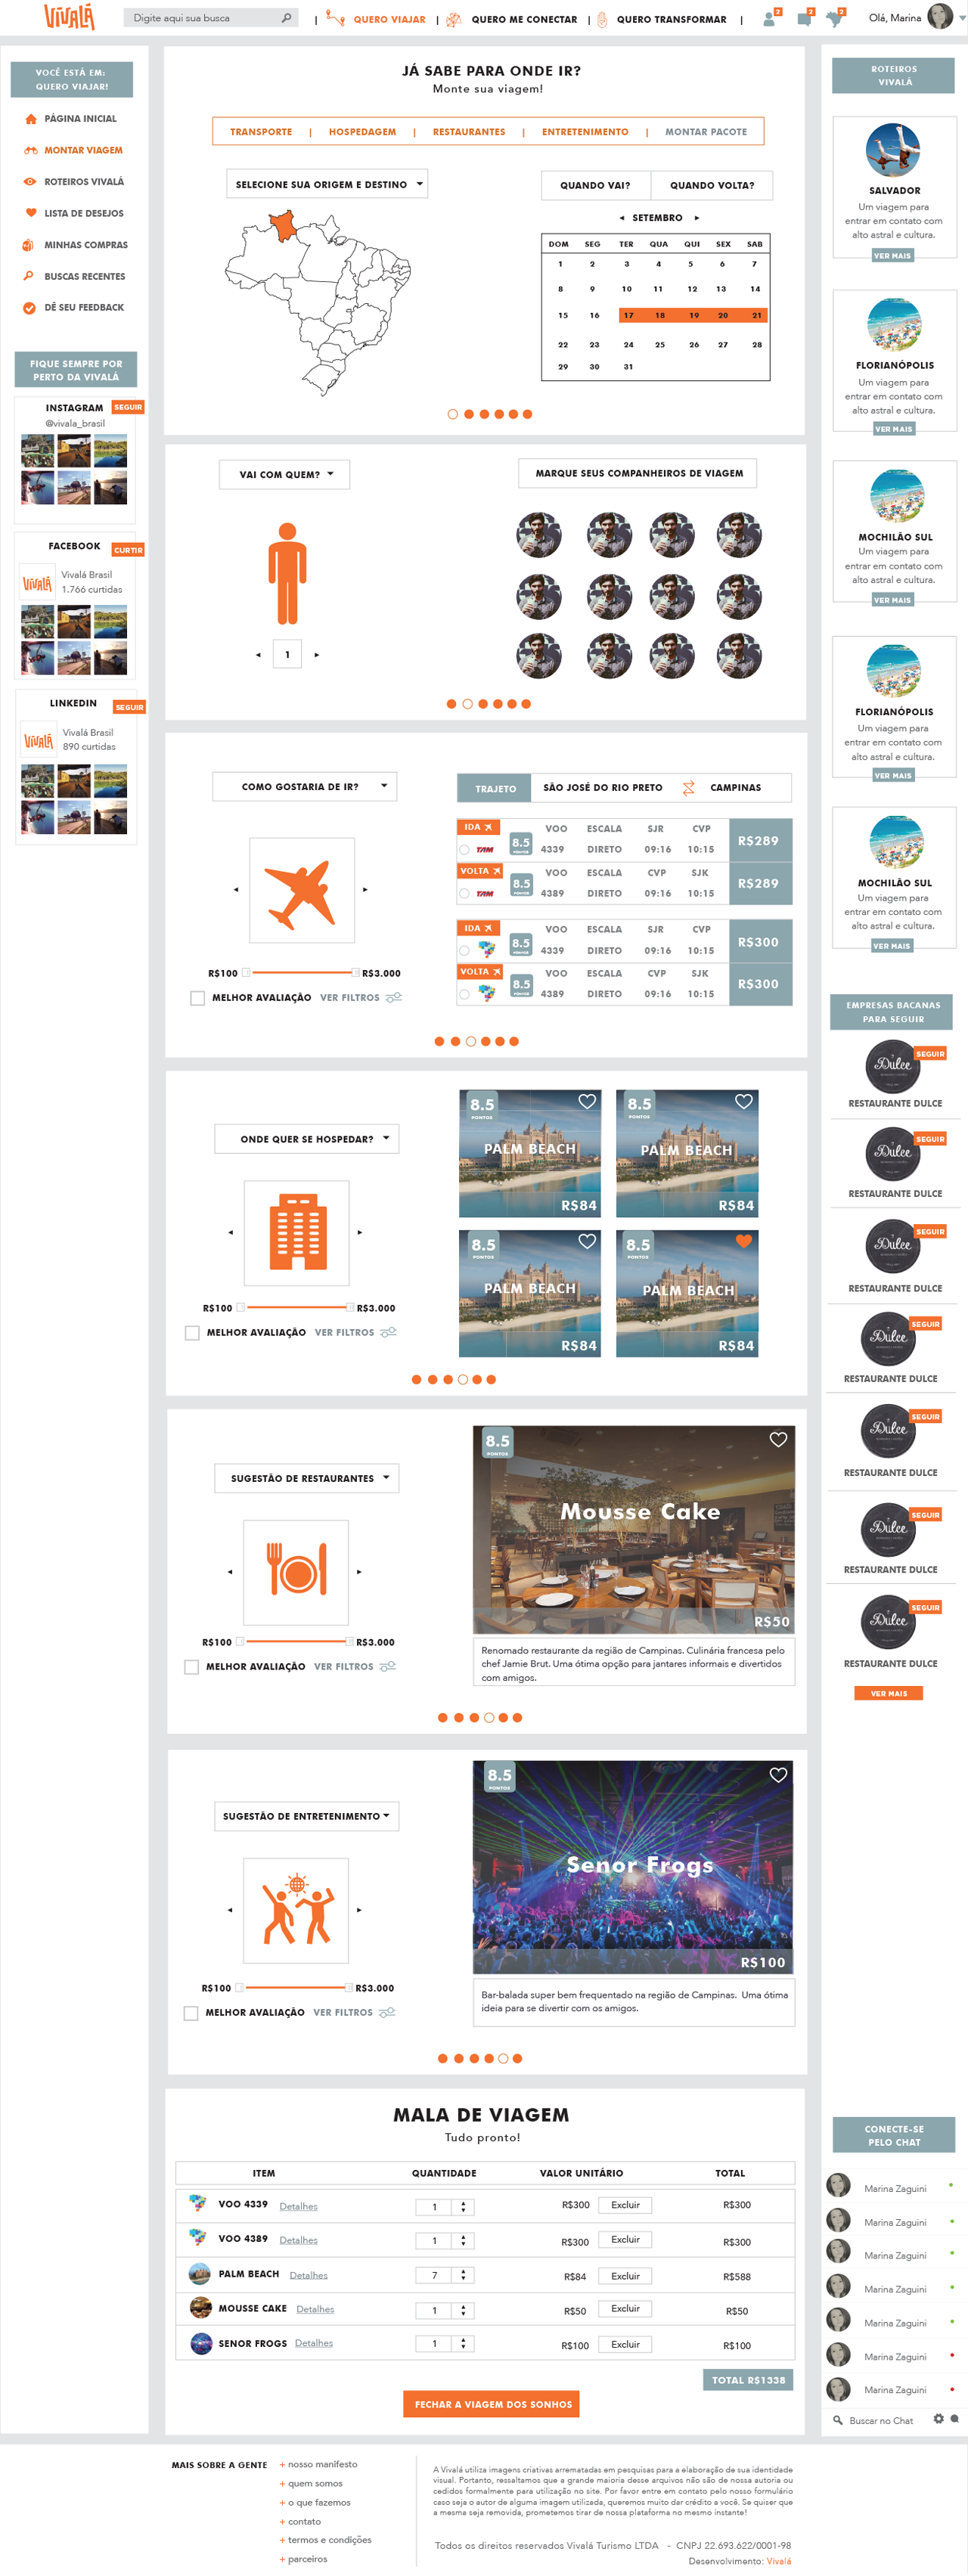 VIVALÁ
Digite aqui sua busca
| QUERO VIAJAR | QUERO ME CONECTAR | QUERO TRANSFORMAR |
2 2 2
Olá, Marina
VOCÊ ESTÁ EM:
QUERO VIAJAR!
PÁGINA INICIAL
MONTAR VIAGEM
ROTEIROS VIVALÁ
LISTA DE DESEJOS
MINHAS COMPRAS
BUSCAS RECENTES
DÊ SEU FEEDBACK
FIQUE SEMPRE POR
PERTO DA VIVALÁ
INSTAGRAM SEGUIR
@vivala_brasil
FACEBOOK CURTIR
VIVALÁ
Vivalá Brasil
1.766 curtidas
LINKEDIN SEGUIR
VIVALÁ
Vivalá Brasil
890 curtidas
JÁ SABE PARA ONDE IR?
Monte sua viagem!
TRANSPORTE | HOSPEDAGEM | RESTAURANTES | ENTRETENIMENTO | MONTAR PACOTE
SELECIONE SUA ORIGEM E DESTINO
QUANDO VAI? QUANDO VOLTA?
SETEMBRO
DOM SEG TER QUA QUI SEX SAB
1 2 3 4 5 6 7
8 9 10 11 12 13 14
15 16 17 18 19 20 21
22 23 24 25 26 27 28
29 30 31
VAI COM QUEM?
1
MARQUE SEUS COMPANHEIROS DE VIAGEM
COMO GOSTARIA DE IR?
R$100 R$3.000
MELHOR AVALIAÇÃO VER FILTROS
TRAJETO SÃO JOSÉ DO RIO PRETO CAMPINAS
IDA 8.5 PONTOS VOO ESCALA SJR CVP R$289
TAM 4339 DIRETO 09:16 10:15
VOLTA 8.5 PONTOS VOO ESCALA CVP SJK R$289
TAM 4389 DIRETO 09:16 10:15
IDA 8.5 PONTOS VOO ESCALA SJR CVP R$300
4339 DIRETO 09:16 10:15
VOLTA 8.5 PONTOS VOO ESCALA CVP SJK R$300
4389 DIRETO 09:16 10:15
ONDE QUER SE HOSPEDAR?
R$100 R$3.000
MELHOR AVALIAÇÃO VER FILTROS
8.5 PONTOS
PALM BEACH
R$84
8.5 PONTOS
PALM BEACH
R$84
8.5 PONTOS
PALM BEACH
R$84
8.5 PONTOS
PALM BEACH
R$84
SUGESTÃO DE RESTAURANTES
R$100 R$3.000
MELHOR AVALIAÇÃO VER FILTROS
8.5
PONTOS
Mousse Cake
R$50
Renomado restaurante da região de Campinas. Culinária francesa pelo
chef Jamie Brut. Uma ótima opção para jantares informais e divertidos
com amigos.
SUGESTÃO DE ENTRETENIMENTO
R$100 R$3.000
MELHOR AVALIAÇÃO VER FILTROS
8.5
PONTOS
Senor Frogs
R$100
Bar-balada super bem frequentado na região de Campinas. Uma ótima
ideia para se divertir com os amigos.
MALA DE VIAGEM
Tudo pronto!
ITEM QUANTIDADE VALOR UNITÁRIO TOTAL
VOO 4339 Detalhes 1 R$300 Excluir R$300
VOO 4389 Detalhes 1 R$300 Excluir R$300
PALM BEACH Detalhes 7 R$84 Excluir R$588
MOUSSE CAKE Detalhes 1 R$50 Excluir R$50
SENOR FROGS Detalhes 1 R$100 Excluir R$100
TOTAL R$1338
FECHAR A VIAGEM DOS SONHOS
ROTEIROS
VIVALÁ
SALVADOR
Um viagem para
entrar em contato com
alto astral e cultura.
VER MAIS
FLORIANÓPOLIS
Um viagem para
entrar em contato com
alto astral e cultura.
VER MAIS
MOCHILÃO SUL
Um viagem para
entrar em contato com
alto astral e cultura.
VER MAIS
FLORIANÓPOLIS
Um viagem para
entrar em contato com
alto astral e cultura.
VER MAIS
MOCHILÃO SUL
Um viagem para
entrar em contato com
alto astral e cultura.
VER MAIS
EMPRESAS BACANAS
PARA SEGUIR
Dulce SEGUIR
RESTAURANTE DULCE
Dulce SEGUIR
RESTAURANTE DULCE
Dulce SEGUIR
RESTAURANTE DULCE
Dulce SEGUIR
RESTAURANTE DULCE
Dulce SEGUIR
RESTAURANTE DULCE
Dulce SEGUIR
RESTAURANTE DULCE
Dulce SEGUIR
RESTAURANTE DULCE
VER MAIS
CONECTE-SE
PELO CHAT
Marina Zaguini
Marina Zaguini
Marina Zaguini
Marina Zaguini
Marina Zaguini
Marina Zaguini
Marina Zaguini
Buscar no Chat
MAIS SOBRE A GENTE
+ nosso manifesto
+ quem somos
+ o que fazemos
+ contato
+ termos e condições
+ parceiros
A Vivalá utiliza imagens criativas arrematadas em pesquisas para a elaboração de sua identidade
visual. Portanto, ressaltamos que a grande maioria desse arquivos não são de nossa autoria ou
cedidos formalmente para utilização no site. Por favor entre em contato pelo nosso formulário
caso seja o autor de alguma imagem utilizada, queremos muito dar crédito a você. Se quiser que
a mesma seja removida, prometemos tirar de nossa plataforma no mesmo instante!
Todos os direitos reservados Vivalá Turismo LTDA - CNPJ 22.693.622/0001-98
Desenvolvimento: Vivalá